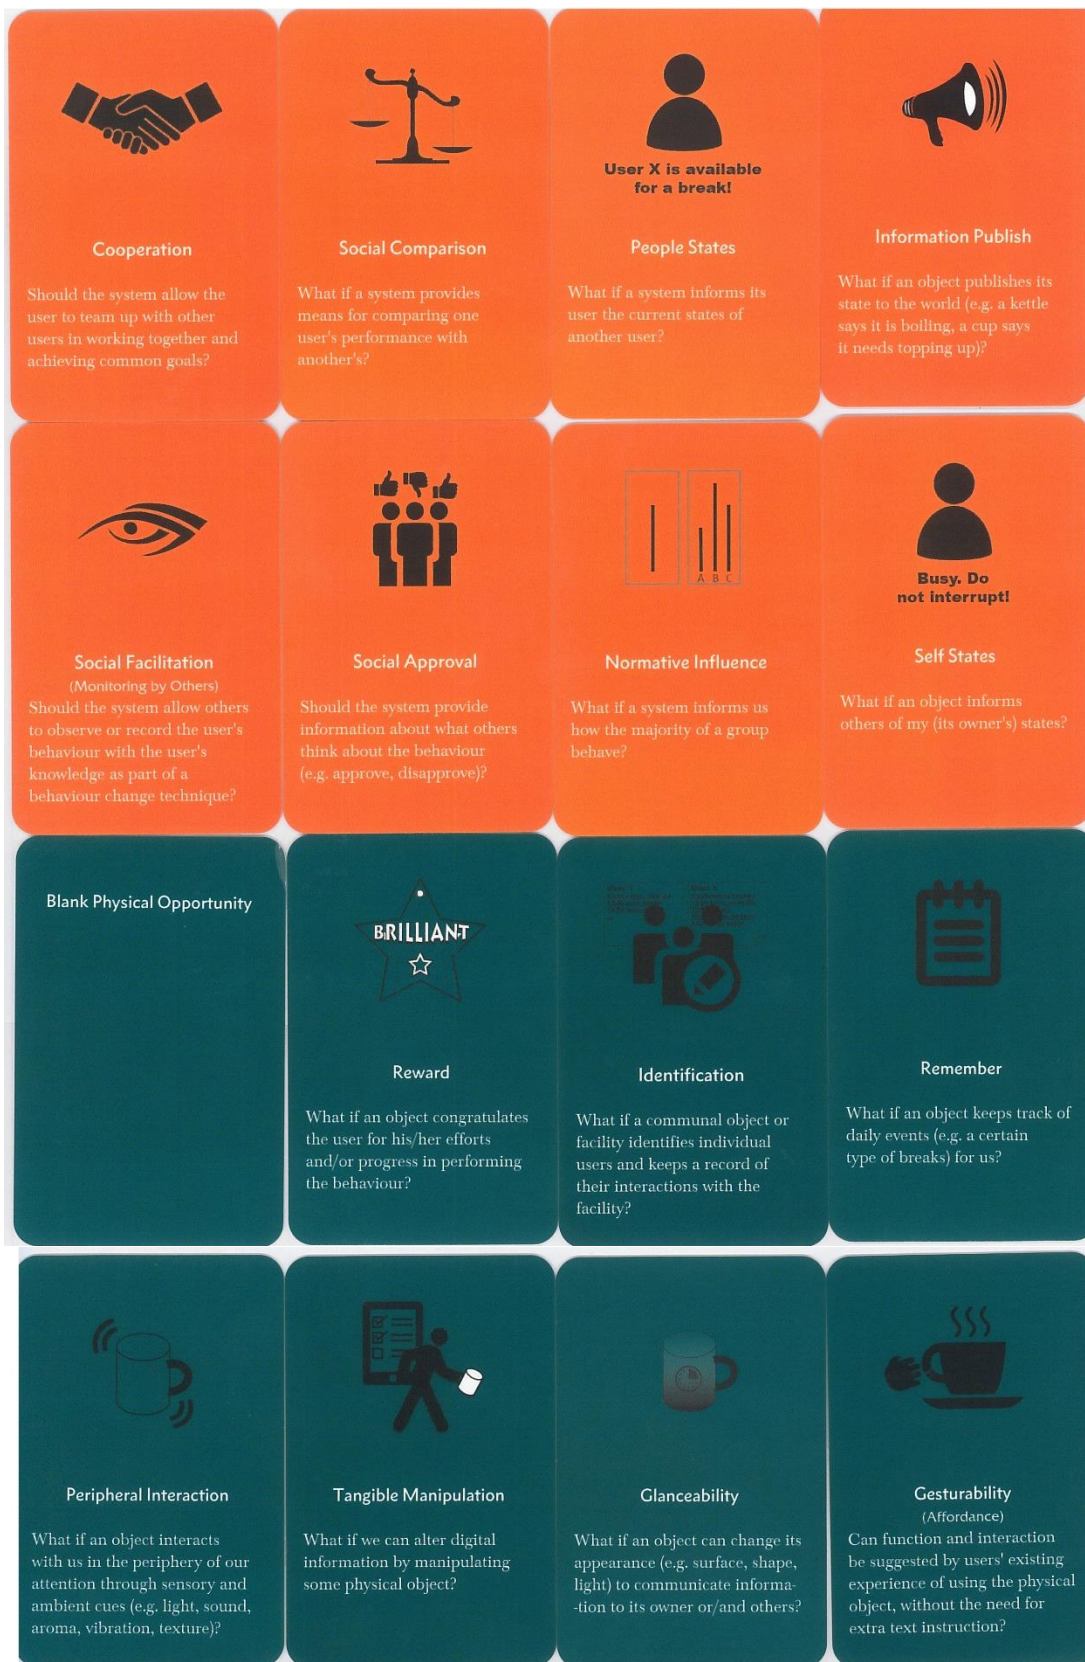 User X is available
for a break!
Cooperation
Should the system allow the
user to team up with other
users in working together and
achieving common goals?
Social Comparison
What if a system provides
means for comparing one
user's performance with
another's?
People States
What if a system informs its
user the current states of
another user?
Information Publish
What if an object publishes its
state to the world (e.g. a kettle
says it is boiling, a cup says
it needs topping up)?
Social Facilitation
(Monitoring by Others)
Should the system allow others
to observe or record the user's
behaviour with the user's
knowledge as part of a
behaviour change technique?
Social Approval
Should the system provide
information about what others
think about the behaviour
(e.g. approve, disapprove)?
A B C
Normative Influence
What if a system informs us
how the majority of a group
behave?
Busy. Do
not interrupt!
Self States
What if an object informs
others of my (its owner's) states?
Blank Physical Opportunity
BRILLIANT
Reward
What if an object congratulates
the user for his/her efforts
and/or progress in performing
the behaviour?
Identification
What if a communal object or
facility identifies individual
users and keeps a record of
their interactions with the
facility?
Remember
What if an object keeps track of
daily events (e.g. a certain
type of breaks) for us?
Peripheral Interaction
What if an object interacts
with us in the periphery of our
attention through sensory and
ambient cues (e.g. light, sound,
aroma, vibration, texture)?
Tangible Manipulation
What if we can alter digital
information by manipulating
some physical object?
Glanceability
What if an object can change its
appearance (e.g. surface, shape,
light) to communicate informa-
-tion to its owner or/and others?
Gesturability
(Affordance)
Can function and interaction
be suggested by users' existing
experience of using the physical
object, without the need for
extra text instruction?